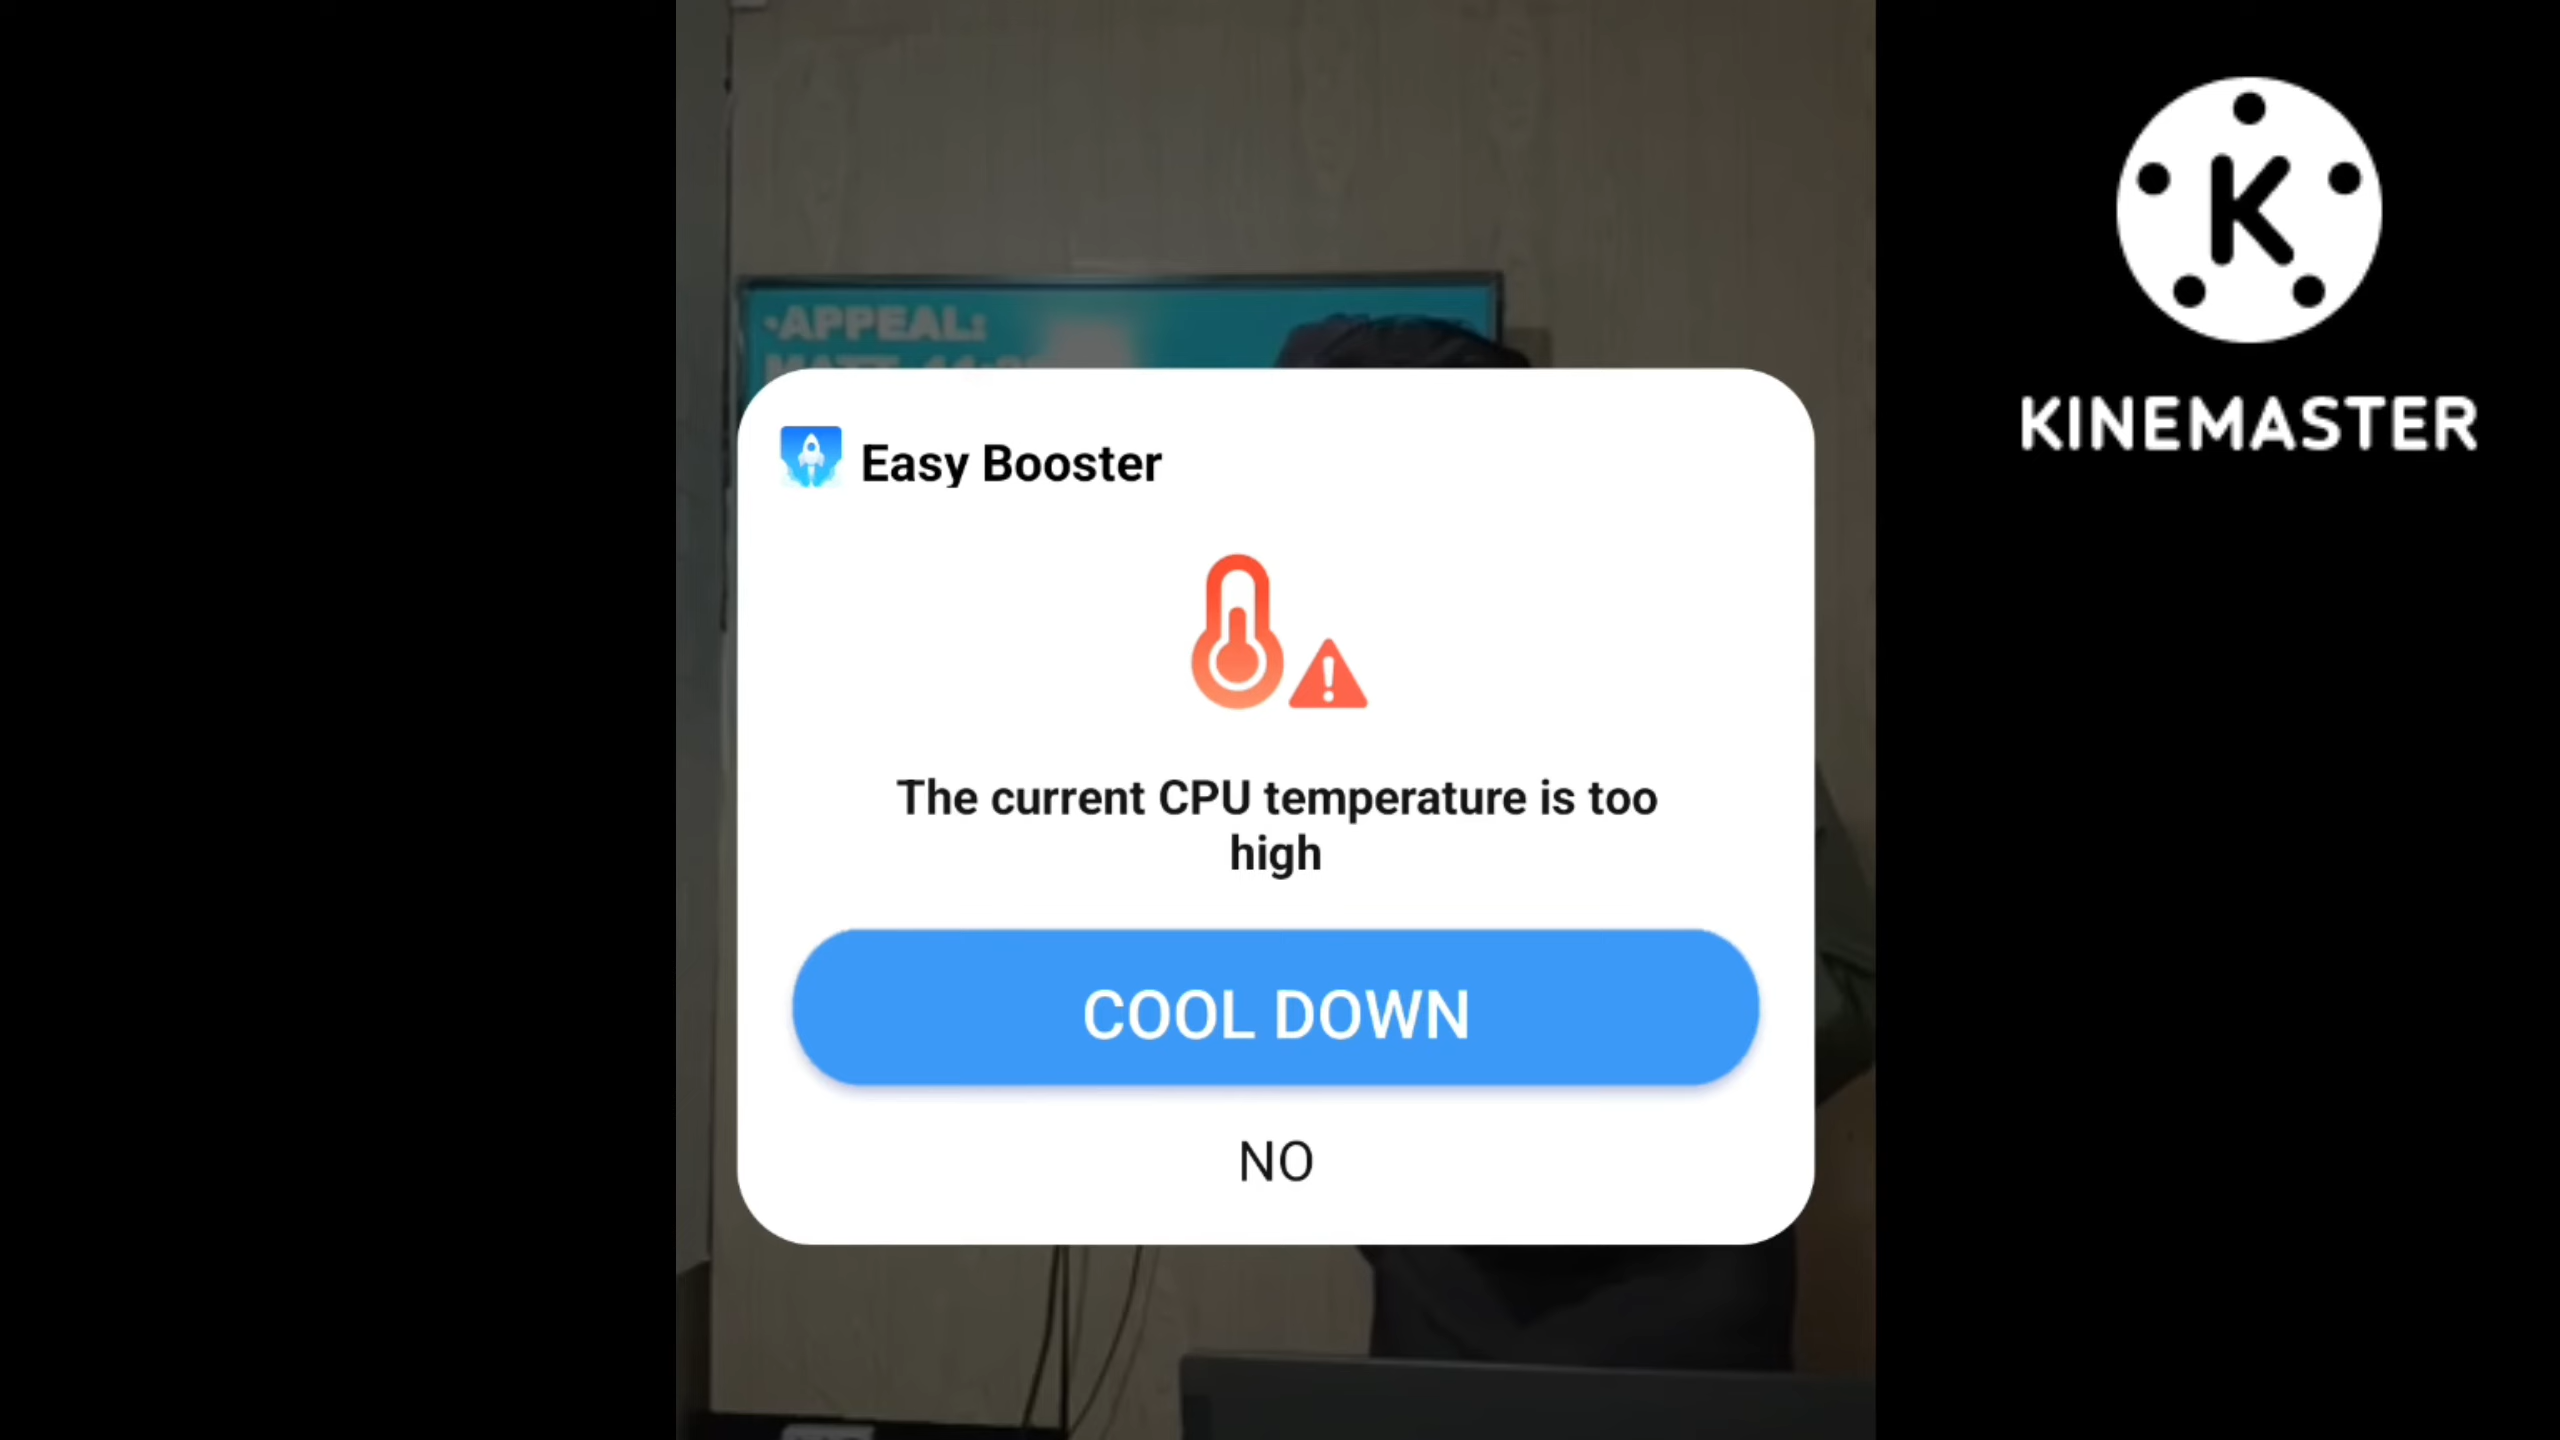 •APPEAL:
Easy Booster
The current CPU temperature is too
high
COOL DOWN
NO
K
KINEMASTER